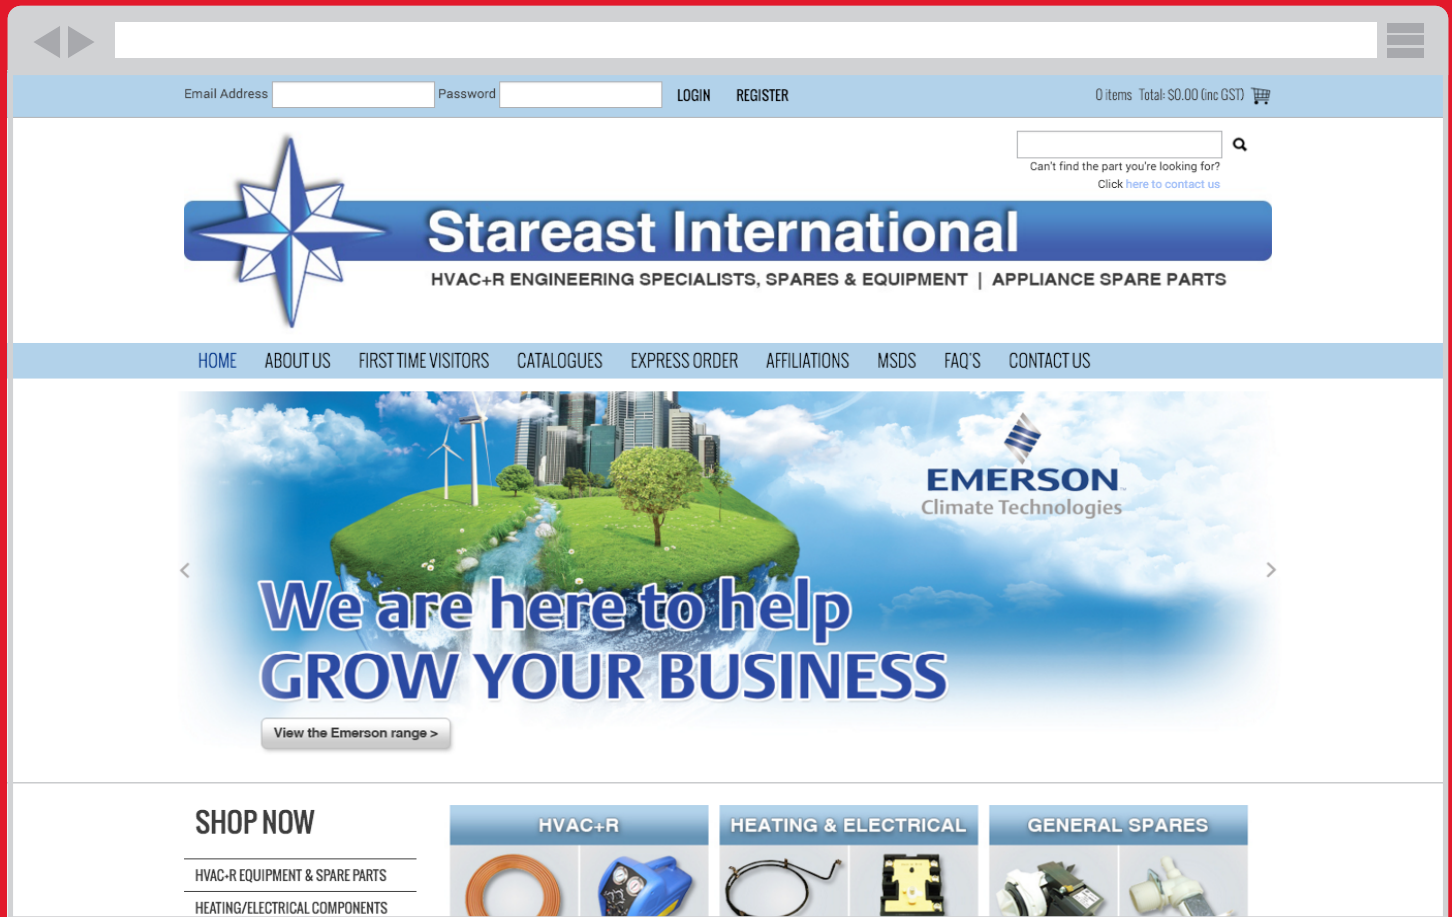 Email Address Password LOGIN REGISTER 0 items Total: $0.00 (inc GST)
Can't find the part you're looking for?
Click here to contact us
Stareast International
HVAC+R ENGINEERING SPECIALISTS, SPARES & EQUIPMENT | APPLIANCE SPARE PARTS
HOME ABOUT US FIRST TIME VISITORS CATALOGUES EXPRESS ORDER AFFILIATIONS MSDS FAQ'S CONTACT US
EMERSON™
Climate Technologies
We are here to help
GROW YOUR BUSINESS
View the Emerson range >
SHOP NOW
HVAC+R EQUIPMENT & SPARE PARTS
HEATING/ELECTRICAL COMPONENTS
HVAC+R
HEATING & ELECTRICAL
GENERAL SPARES